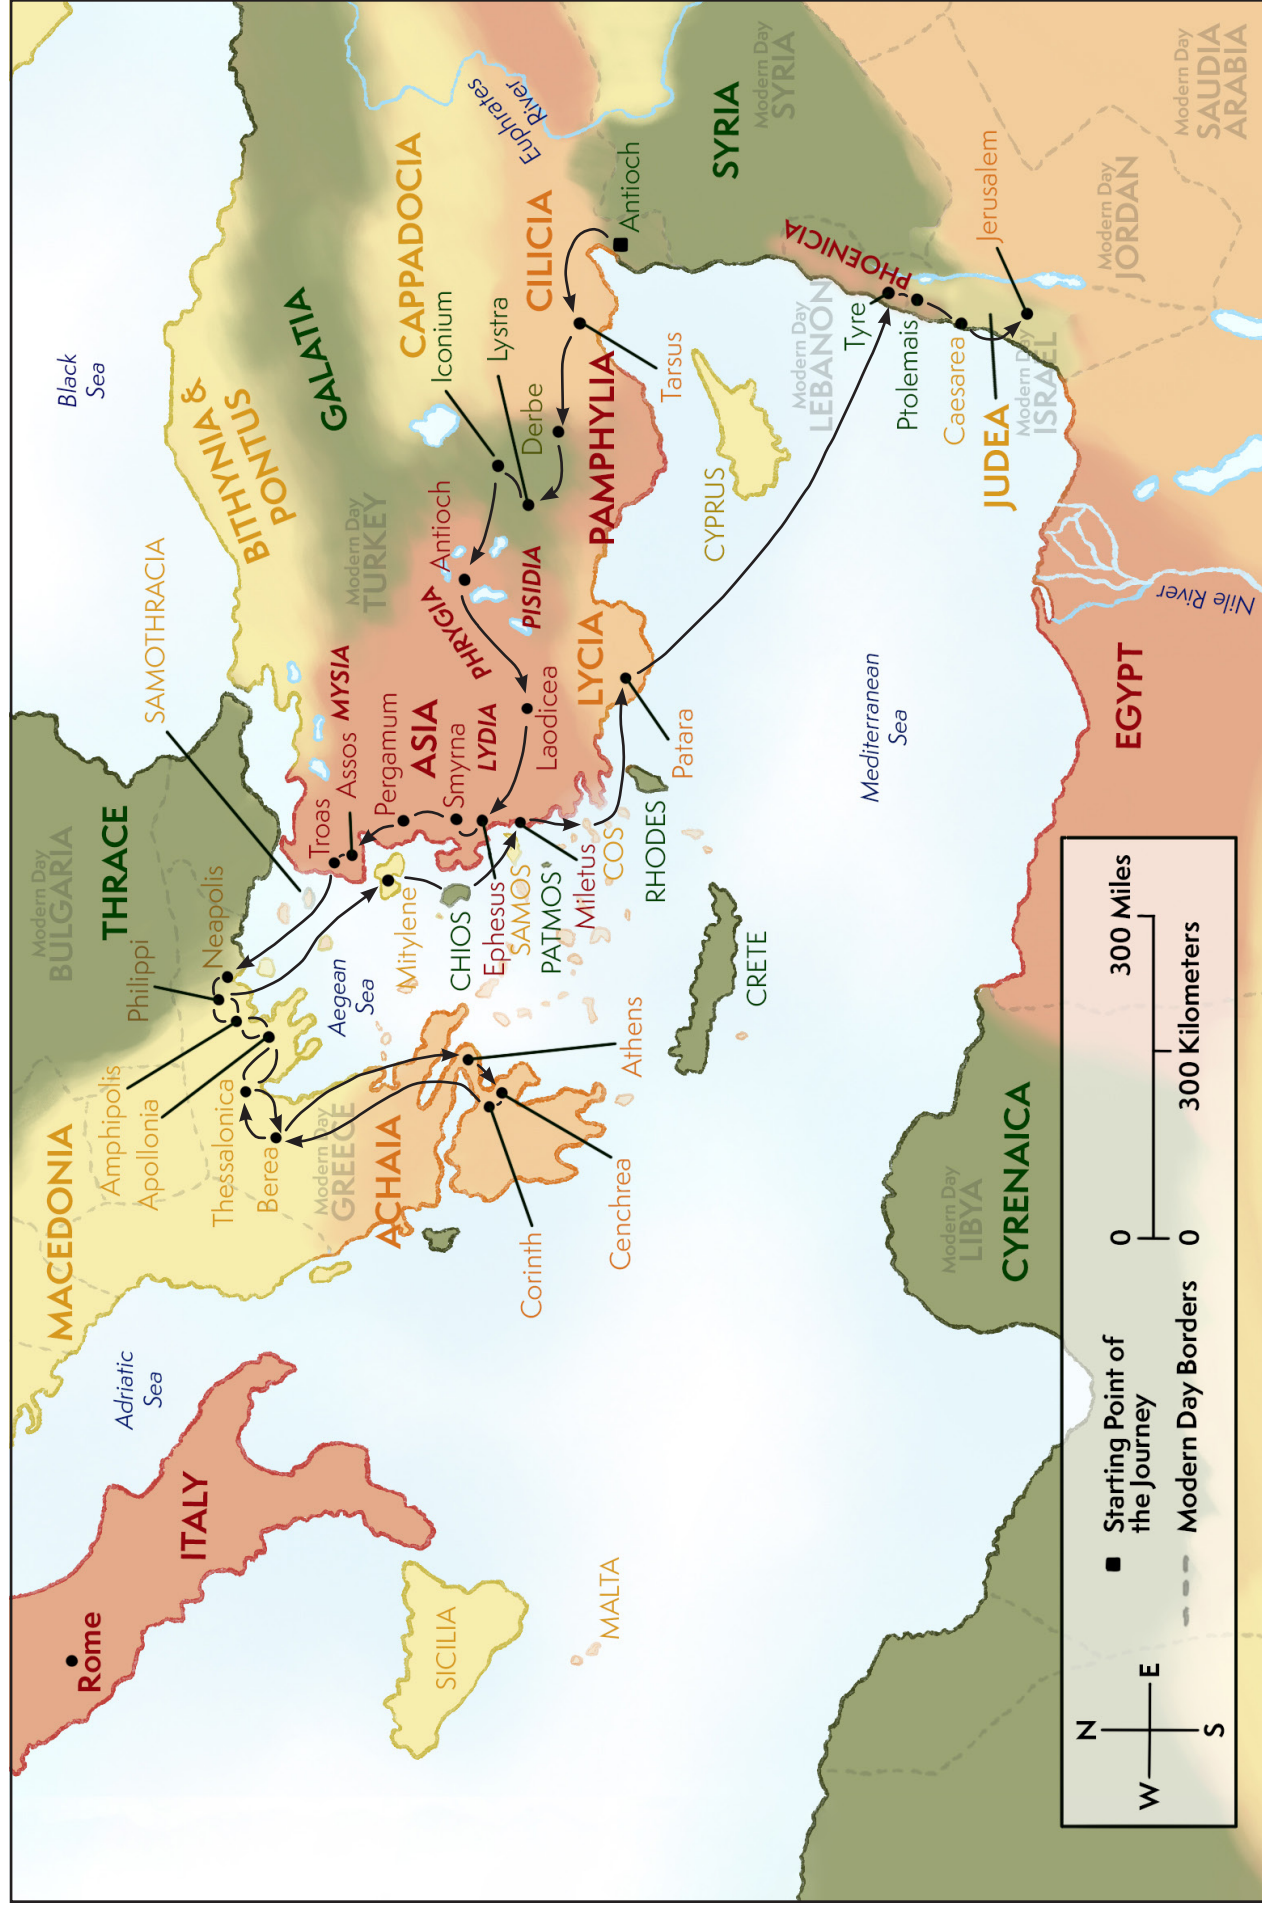 Rome
ITALY
SICILIA
MALTA
Adriatic
Sea
MACEDONIA
Amphipolis
Apollonia
Thessalonica
Berea
Modern Day
GREECE
ACHAIA
Corinth
Cenchrea
Athens
Philippi
Neapolis
Modern Day
BULGARIA
THRACE
SAMOTHRACIA
Aegean
Sea
Black
Sea
BITHYNIA &
PONTUS
GALATIA
Modern Day
TURKEY
CAPPADOCIA
Euphrates
River
Troas
Assos
MYSIA
Pergamum
ASIA
Smyrna
LYDIA
PHRYGIA
Antioch
PISIDIA
Laodicea
Iconium
Lystra
Derbe
CILICIA
Tarsus
PAMPHYLIA
LYCIA
Patara
Mitylene
CHIOS
Ephesus
SAMOS
PATMOS
Miletus
COS
RHODES
CRETE
CYPRUS
Antioch
SYRIA
Modern Day
SYRIA
PHOENICIA
Modern Day
LEBANON
Tyre
Ptolemais
Caesarea
JUDEA
Modern Day
ISRAEL
Jerusalem
Modern Day
JORDAN
Modern Day
SAUDIA
ARABIA
Mediterranean
Sea
Nile River
EGYPT
Modern Day
LIBYA
CYRENAICA
N
W
E
S
Starting Point of
the Journey
Modern Day Borders
0
300 Miles
0
300 Kilometers